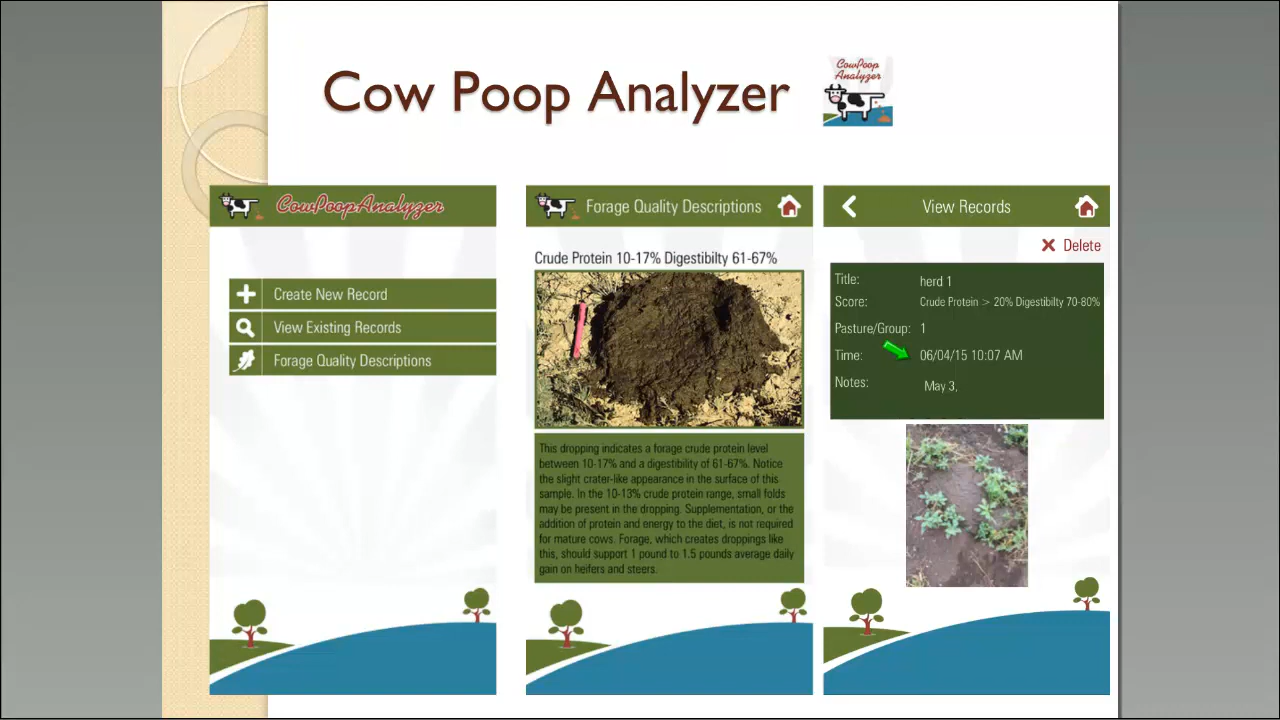 Cow Poop Analyzer
CowPoop
Analyzer
CowPoopAnalyzer
Create New Record
View Existing Records
Forage Quality Descriptions
Forage Quality Descriptions
Crude Protein 10-17% Digestibilty 61-67%
This dropping indicates a forage crude protein level
between 10-17% and a digestibility of 61-67%. Notice
the slight crater-like appearance in the surface of this
sample. In the 10-13% crude protein range, small folds
may be present in the dropping. Supplementation, or the
addition of protein and energy to the diet, is not required
for mature cows. Forage, which creates droppings like
this, should support 1 pound to 1.5 pounds average daily
gain on heifers and steers.
View Records
Delete
Title: herd 1
Score: Crude Protein > 20% Digestibilty 70-80%
Pasture/Group: 1
Time: 06/04/15 10:07 AM
Notes: May 3,